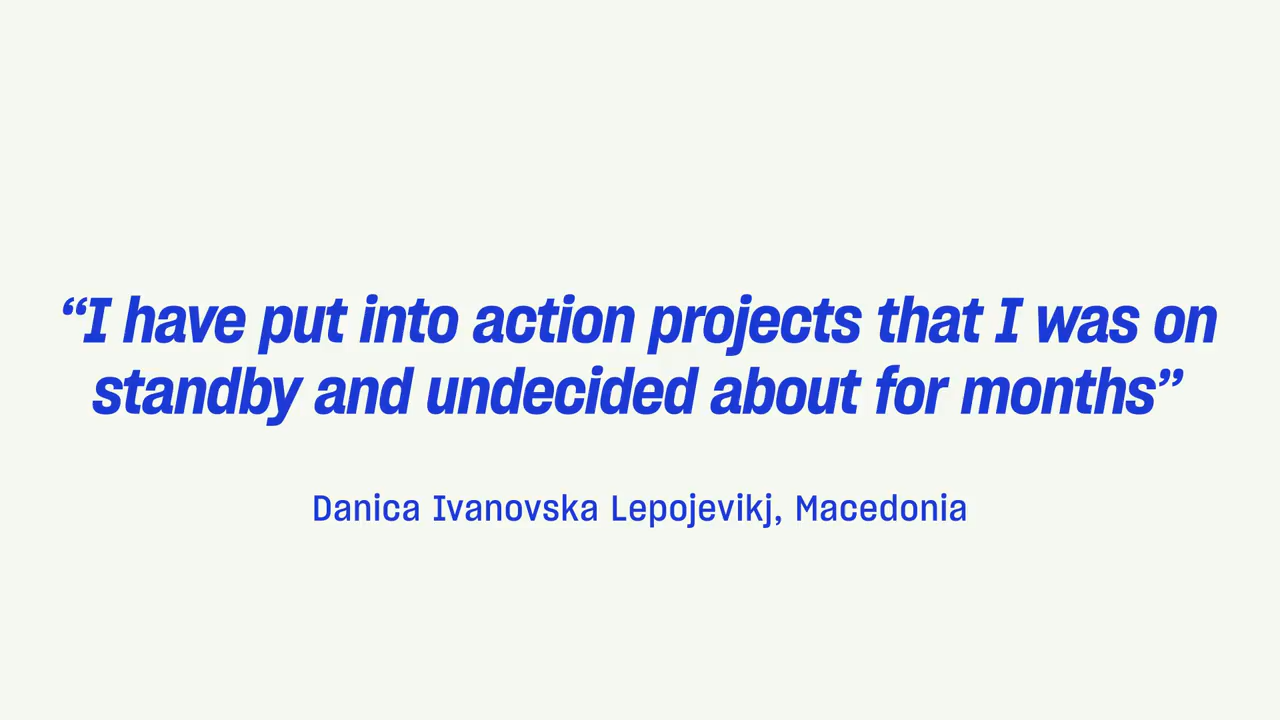 “I have put into action projects that I was on
standby and undecided about for months”
Danica Ivanovska Lepojevikj, Macedonia